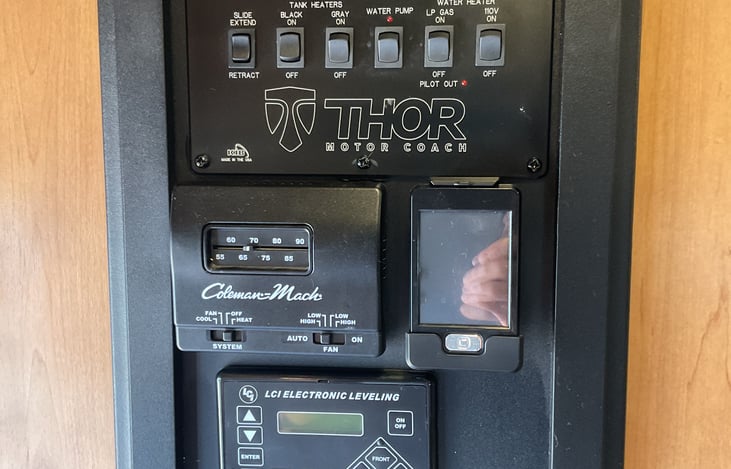 TANK HEATERS
WATER HEATER
SLIDE EXTEND
BLACK ON
GRAY ON
WATER PUMP
LP GAS ON
110V ON
RETRACT
OFF
OFF
OFF
OFF
PILOT OUT
THOR
MOTOR COACH
MADE IN THE USA
60 70 80 90
55 65 75 85
Coleman-Mach
FAN OFF
COOL HEAT
SYSTEM
LOW LOW
HIGH HIGH
AUTO ON
FAN
LCI
LCI ELECTRONIC LEVELING
ON
OFF
ENTER
FRONT